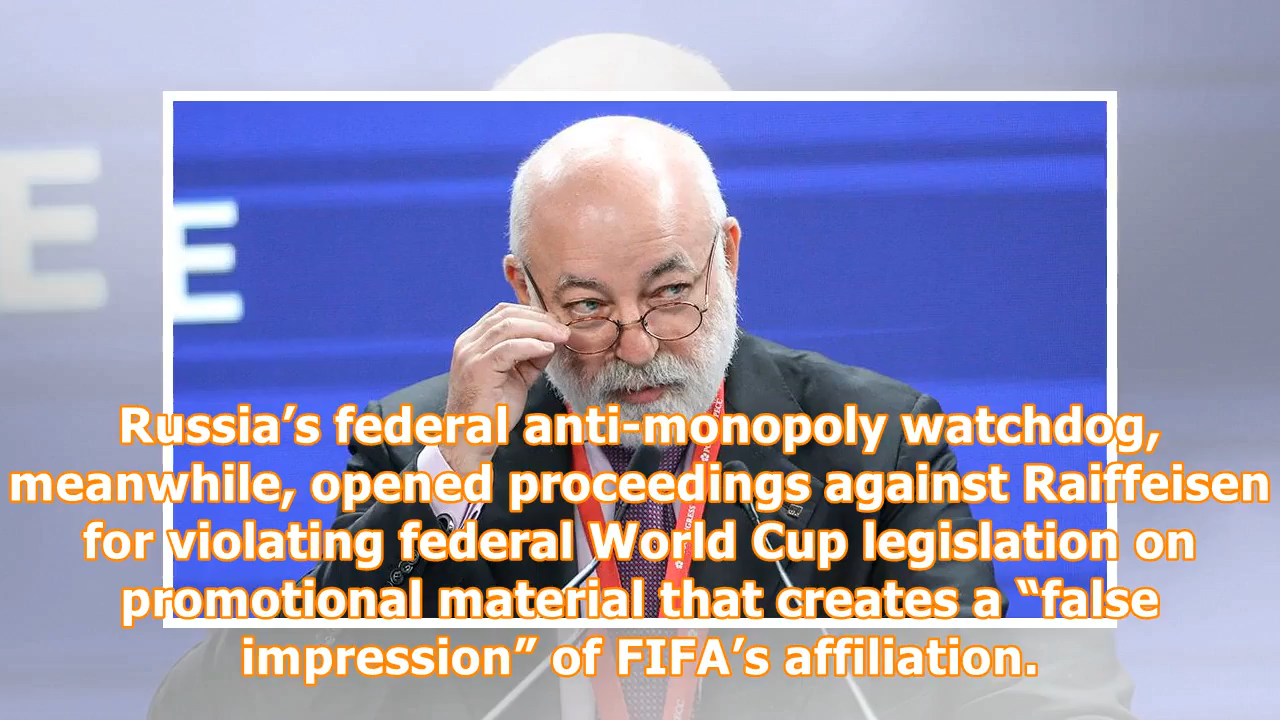 E
E
Russia’s federal anti-monopoly watchdog,
meanwhile, opened proceedings against Raiffeisen
for violating federal World Cup legislation on
promotional material that creates a “false
impression” of FIFA’s affiliation.